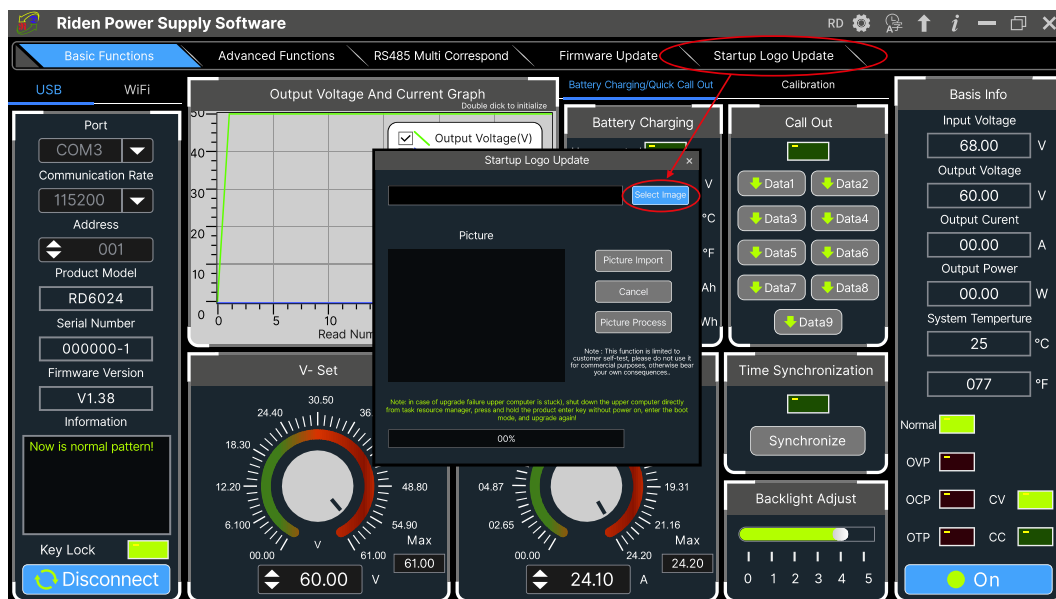 Riden Power Supply Software
RD
Basic Functions
Advanced Functions
RS485 Multi Correspond
Firmware Update
Startup Logo Update
USB
WiFi
Port
COM3
Communication Rate
115200
Address
001
Product Model
RD6024
Serial Number
000000-1
Firmware Version
V1.38
Information
Now is normal pattern!
Key Lock
Disconnect
Output Voltage And Current Graph
Double dick to initialize
Output Voltage(V)
50
40
30
20
10
0
0 5 10
Read Num
Battery Charging/Quick Call Out
Calibration
Battery Charging
V
°C
°F
Ah
Wh
Call Out
Data1
Data2
Data3
Data4
Data5
Data6
Data7
Data8
Data9
Startup Logo Update
Select Image
Picture
Picture Import
Cancel
Picture Process
Note : This function is limited to
customer self-test, please do not use it
for commercial purposes, otherwise bear
your own consequences..
Note: in case of upgrade failure upper computer is stuck), shut down the upper computer directly
from task resource manager, press and hold the product enter key without power on, enter the boot
mode, and upgrade again!
00%
V- Set
30.50
24.40
36
18.30
12.20
48.80
6.100
54.90
00.00
V
61.00
Max
61.00
60.00 V
04.87
19.31
02.65
21.16
00.00
24.20
Max
24.20
24.10 A
Time Synchronization
Synchronize
Backlight Adjust
0 1 2 3 4 5
Basis Info
Input Voltage
68.00 V
Output Voltage
60.00 V
Output Curent
00.00 A
Output Power
00.00 W
System Temperture
25 °C
077 °F
Normal
OVP
OCP
CV
OTP
CC
On